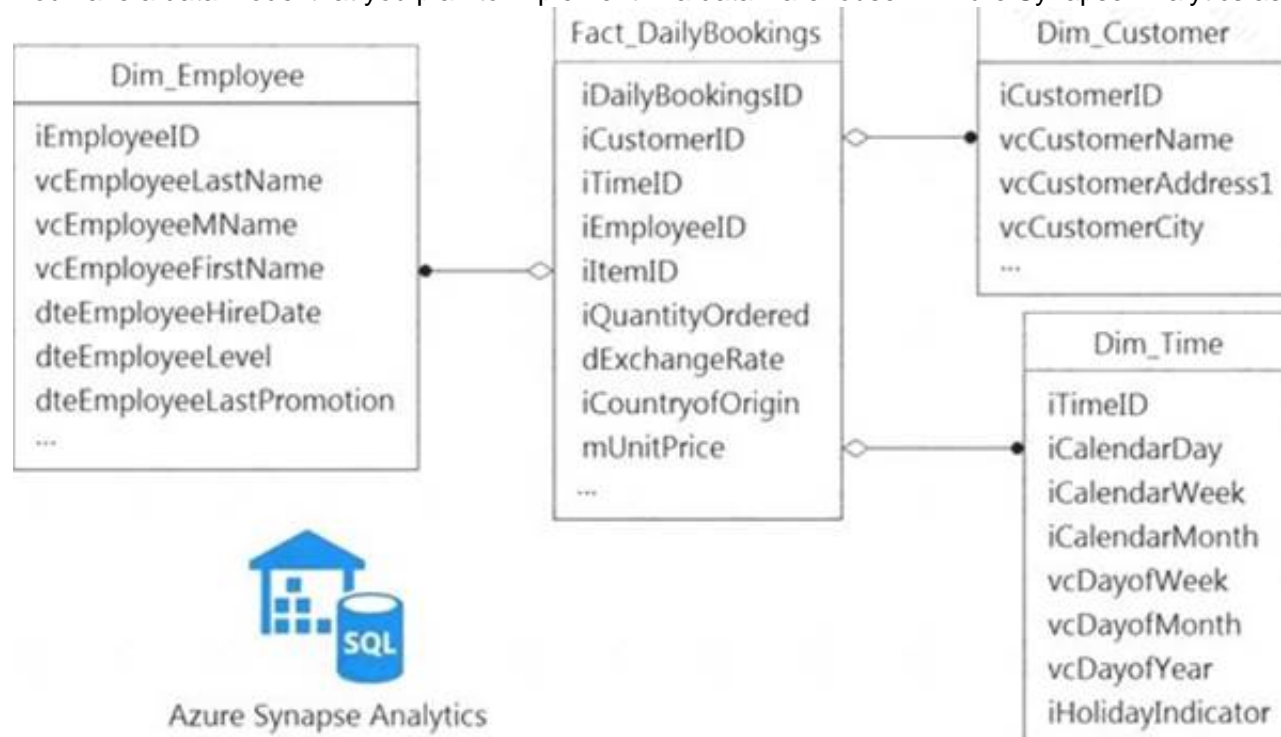 Dim_Employee
iEmployeeID
vcEmployeeLastName
vcEmployeeMName
vcEmployeeFirstName
dteEmployeeHireDate
dteEmployeeLevel
dteEmployeeLastPromotion
...
Fact_DailyBookings
iDailyBookingsID
iCustomerID
iTimeID
iEmployeeID
iItemID
iQuantityOrdered
dExchangeRate
iCountryofOrigin
mUnitPrice
...
Dim_Customer
iCustomerID
vcCustomerName
vcCustomerAddress1
vcCustomerCity
...
Dim_Time
iTimeID
iCalendarDay
iCalendarWeek
iCalendarMonth
vcDayofWeek
vcDayofMonth
vcDayofYear
iHolidayIndicator
SQL
Azure Synapse Analytics